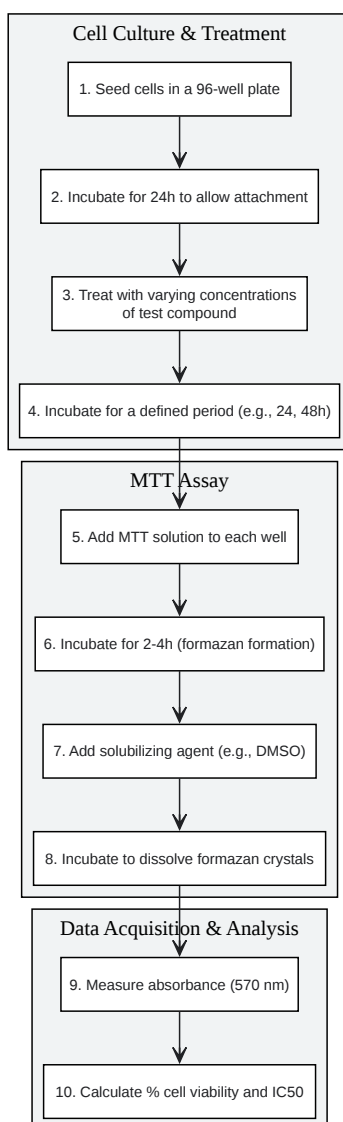 Cell Culture & Treatment
1. Seed cells in a 96-well plate
2. Incubate for 24h to allow attachment
3. Treat with varying concentrations
of test compound
4. Incubate for a defined period (e.g., 24, 48h)
MTT Assay
5. Add MTT solution to each well
6. Incubate for 2-4h (formazan formation)
7. Add solubilizing agent (e.g., DMSO)
8. Incubate to dissolve formazan crystals
Data Acquisition & Analysis
9. Measure absorbance (570 nm)
10. Calculate % cell viability and IC50